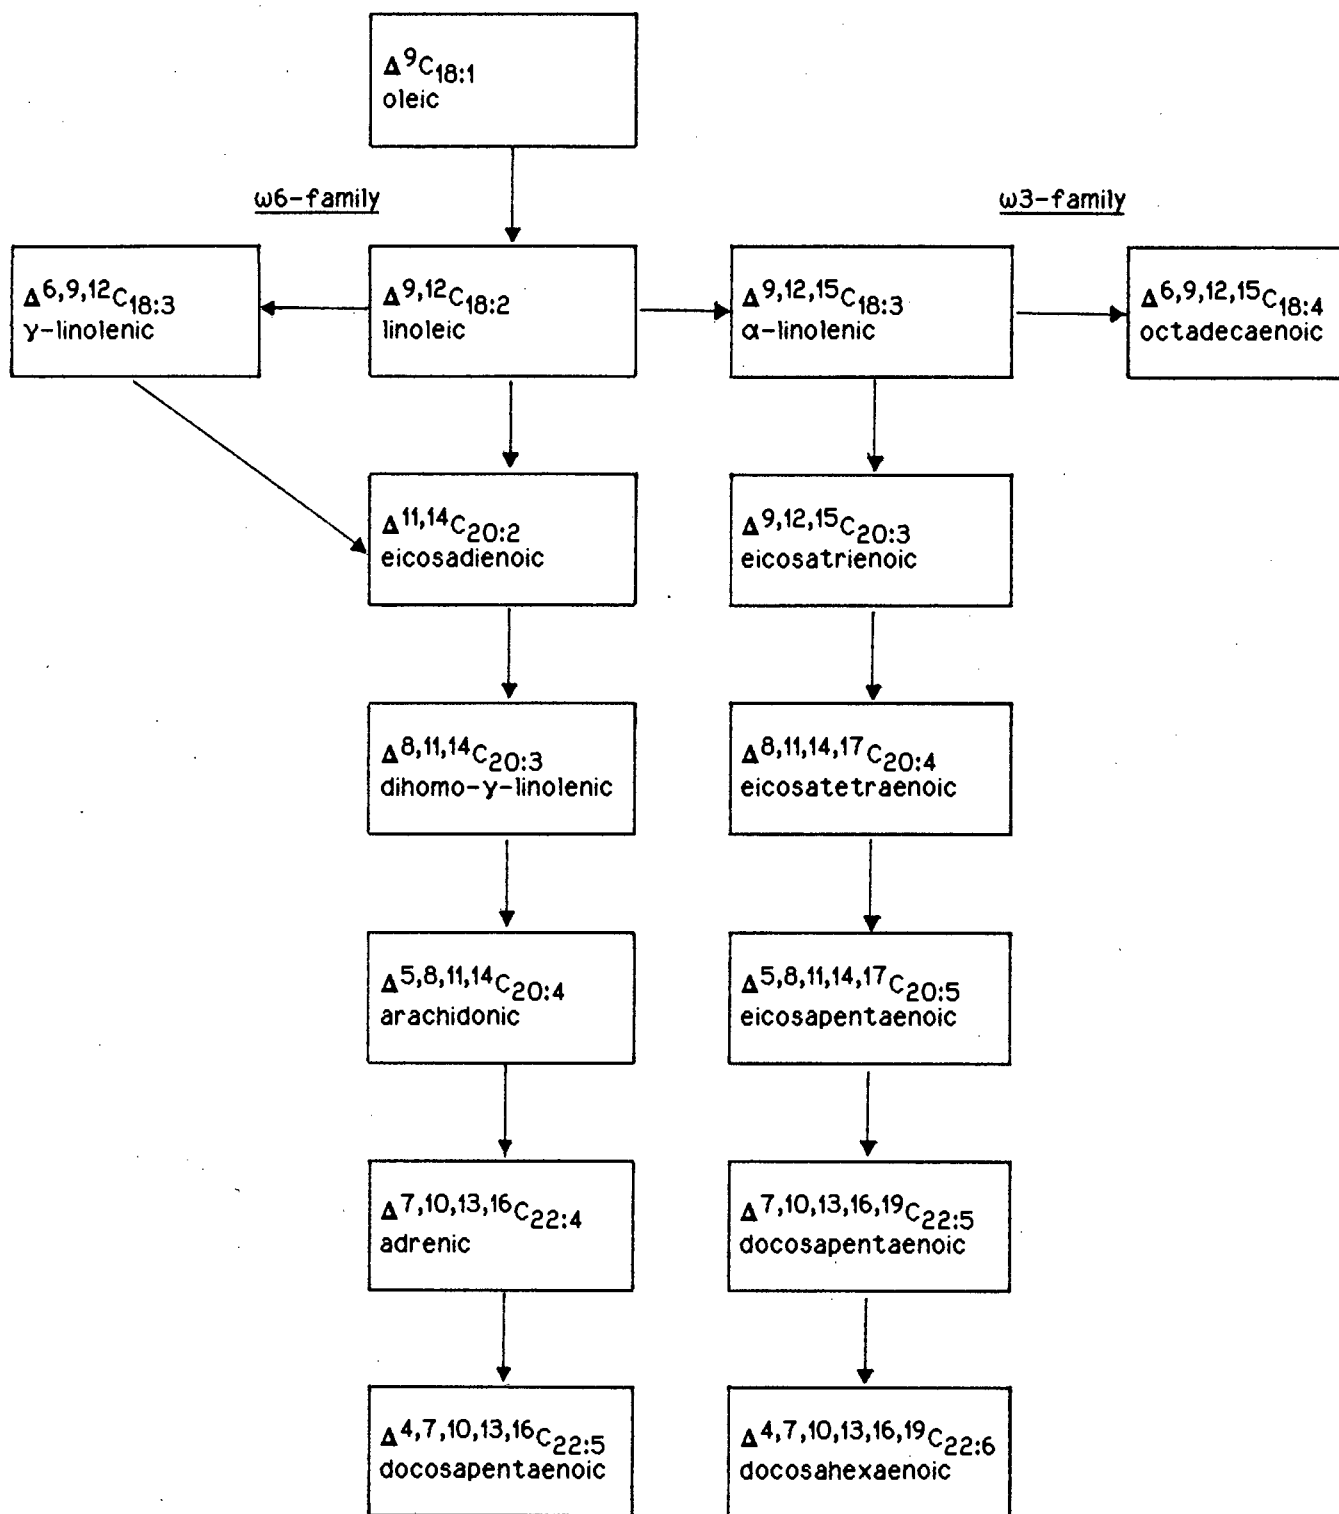 Δ9C18:1
oleic
ω6-family
ω3-family
Δ6,9,12C18:3
γ-linolenic
Δ9,12C18:2
linoleic
Δ9,12,15C18:3
α-linolenic
Δ6,9,12,15C18:4
octadecaenoic
Δ11,14C20:2
eicosadienoic
Δ9,12,15C20:3
eicosatrienoic
Δ8,11,14C20:3
dihomo-γ-linolenic
Δ8,11,14,17C20:4
eicosatetraenoic
Δ5,8,11,14C20:4
arachidonic
Δ5,8,11,14,17C20:5
eicosapentaenoic
Δ7,10,13,16C22:4
adrenic
Δ7,10,13,16,19C22:5
docosapentaenoic
Δ4,7,10,13,16C22:5
docosapentaenoic
Δ4,7,10,13,16,19C22:6
docosahexaenoic